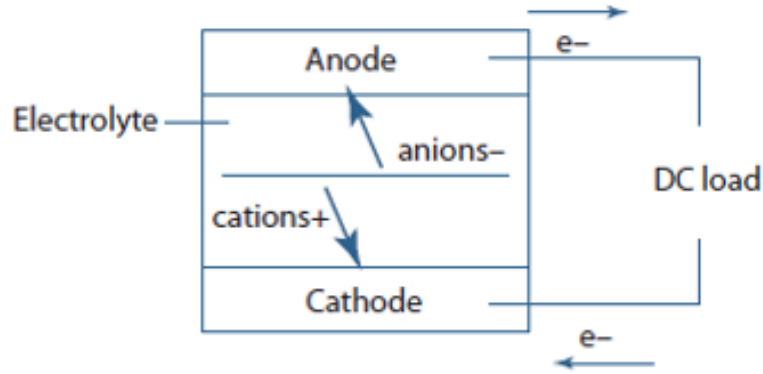 e–
Anode
Electrolyte
anions–
DC load
cations+
Cathode
e–